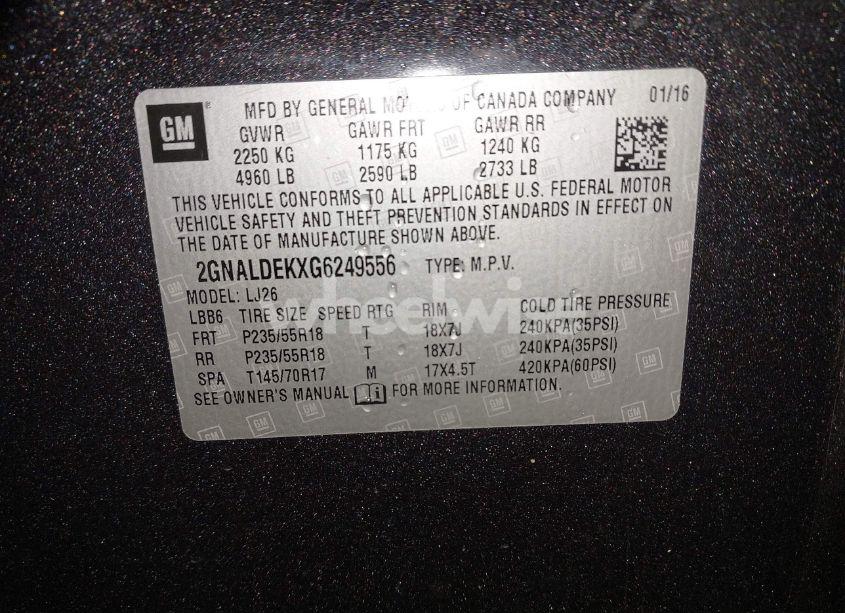 GM
MFD BY GENERAL MOTORS OF CANADA COMPANY 01/16
GVWR GAWR FRT GAWR RR
2250 KG 1175 KG 1240 KG
4960 LB 2590 LB 2733 LB
THIS VEHICLE CONFORMS TO ALL APPLICABLE U.S. FEDERAL MOTOR
VEHICLE SAFETY AND THEFT PREVENTION STANDARDS IN EFFECT ON
THE DATE OF MANUFACTURE SHOWN ABOVE.
2GNALDEKXG6249556 TYPE: M.P.V.
MODEL: LJ26
LBB6 TIRE SIZE SPEED RTG RIM COLD TIRE PRESSURE
FRT P235/55R18 T 18X7J 240KPA(35PSI)
RR P235/55R18 T 18X7J 240KPA(35PSI)
SPA T145/70R17 M 17X4.5T 420KPA(60PSI)
SEE OWNER'S MANUAL FOR MORE INFORMATION.